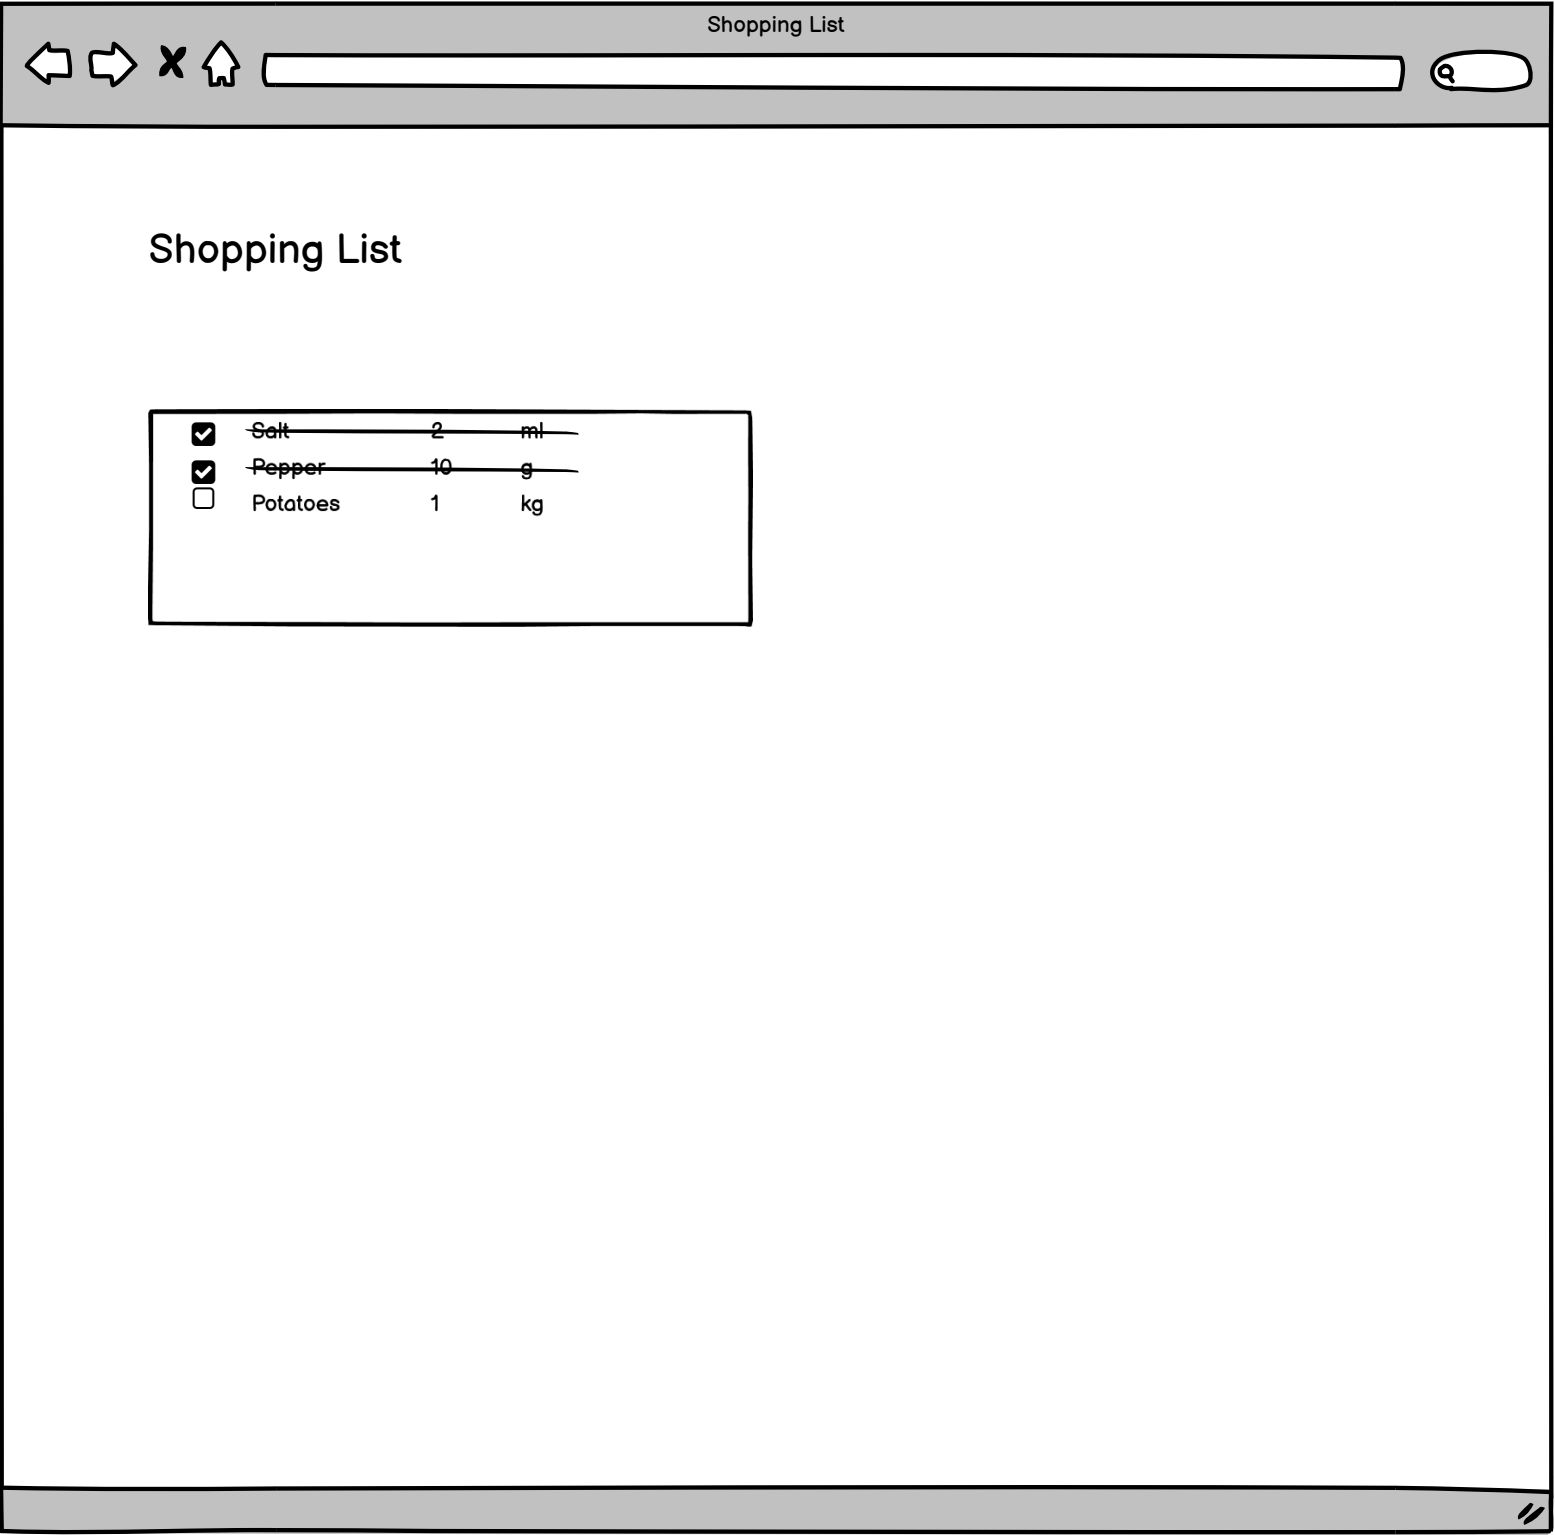 Shopping List
Shopping List
Salt 2 ml
Pepper 10 g
Potatoes 1 kg